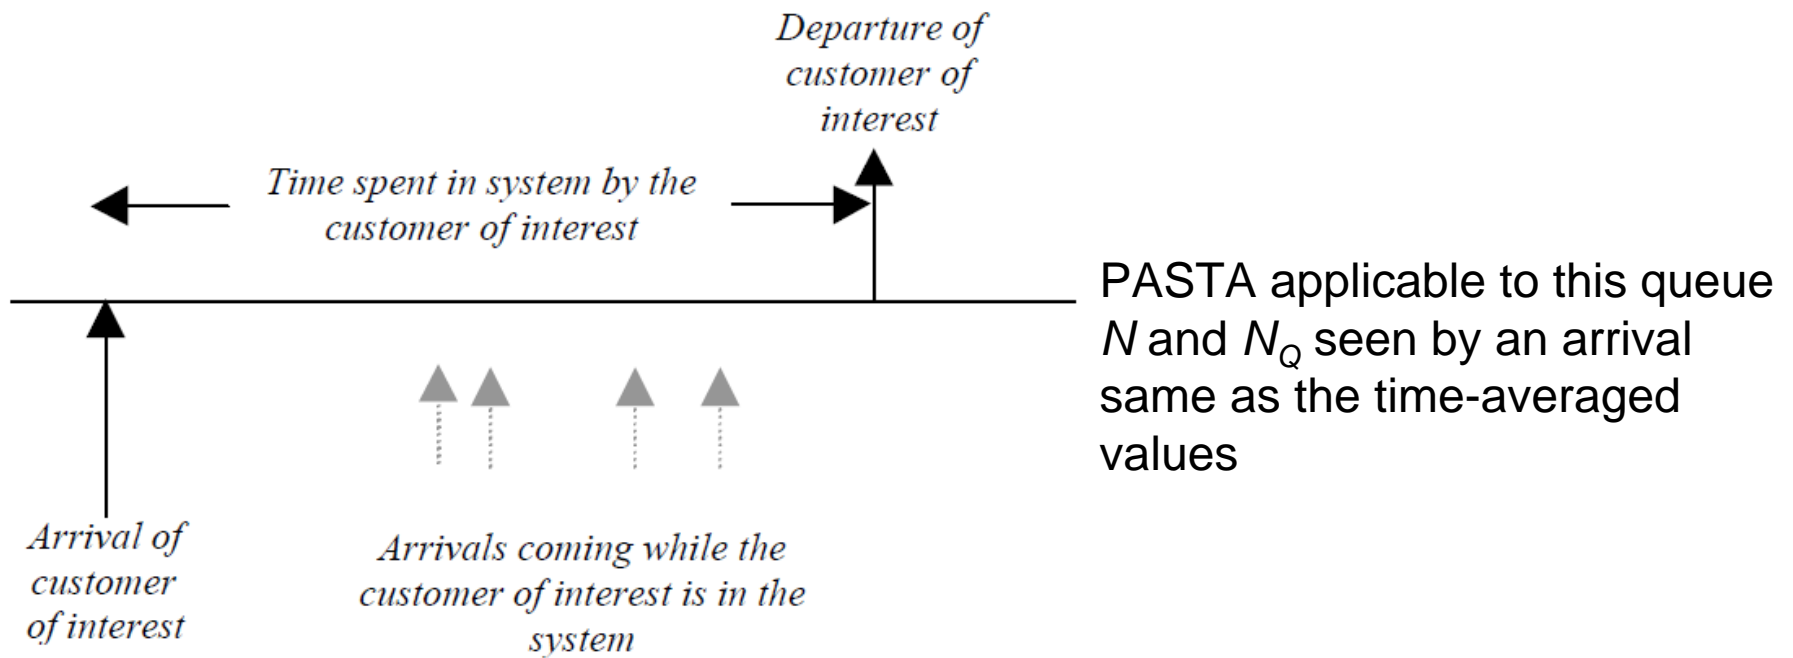 Departure of
customer of
interest
Time spent in system by the
customer of interest
PASTA applicable to this queue
N and N_Q seen by an arrival
same as the time-averaged
values
Arrival of
customer
of interest
Arrivals coming while the
customer of interest is in the
system